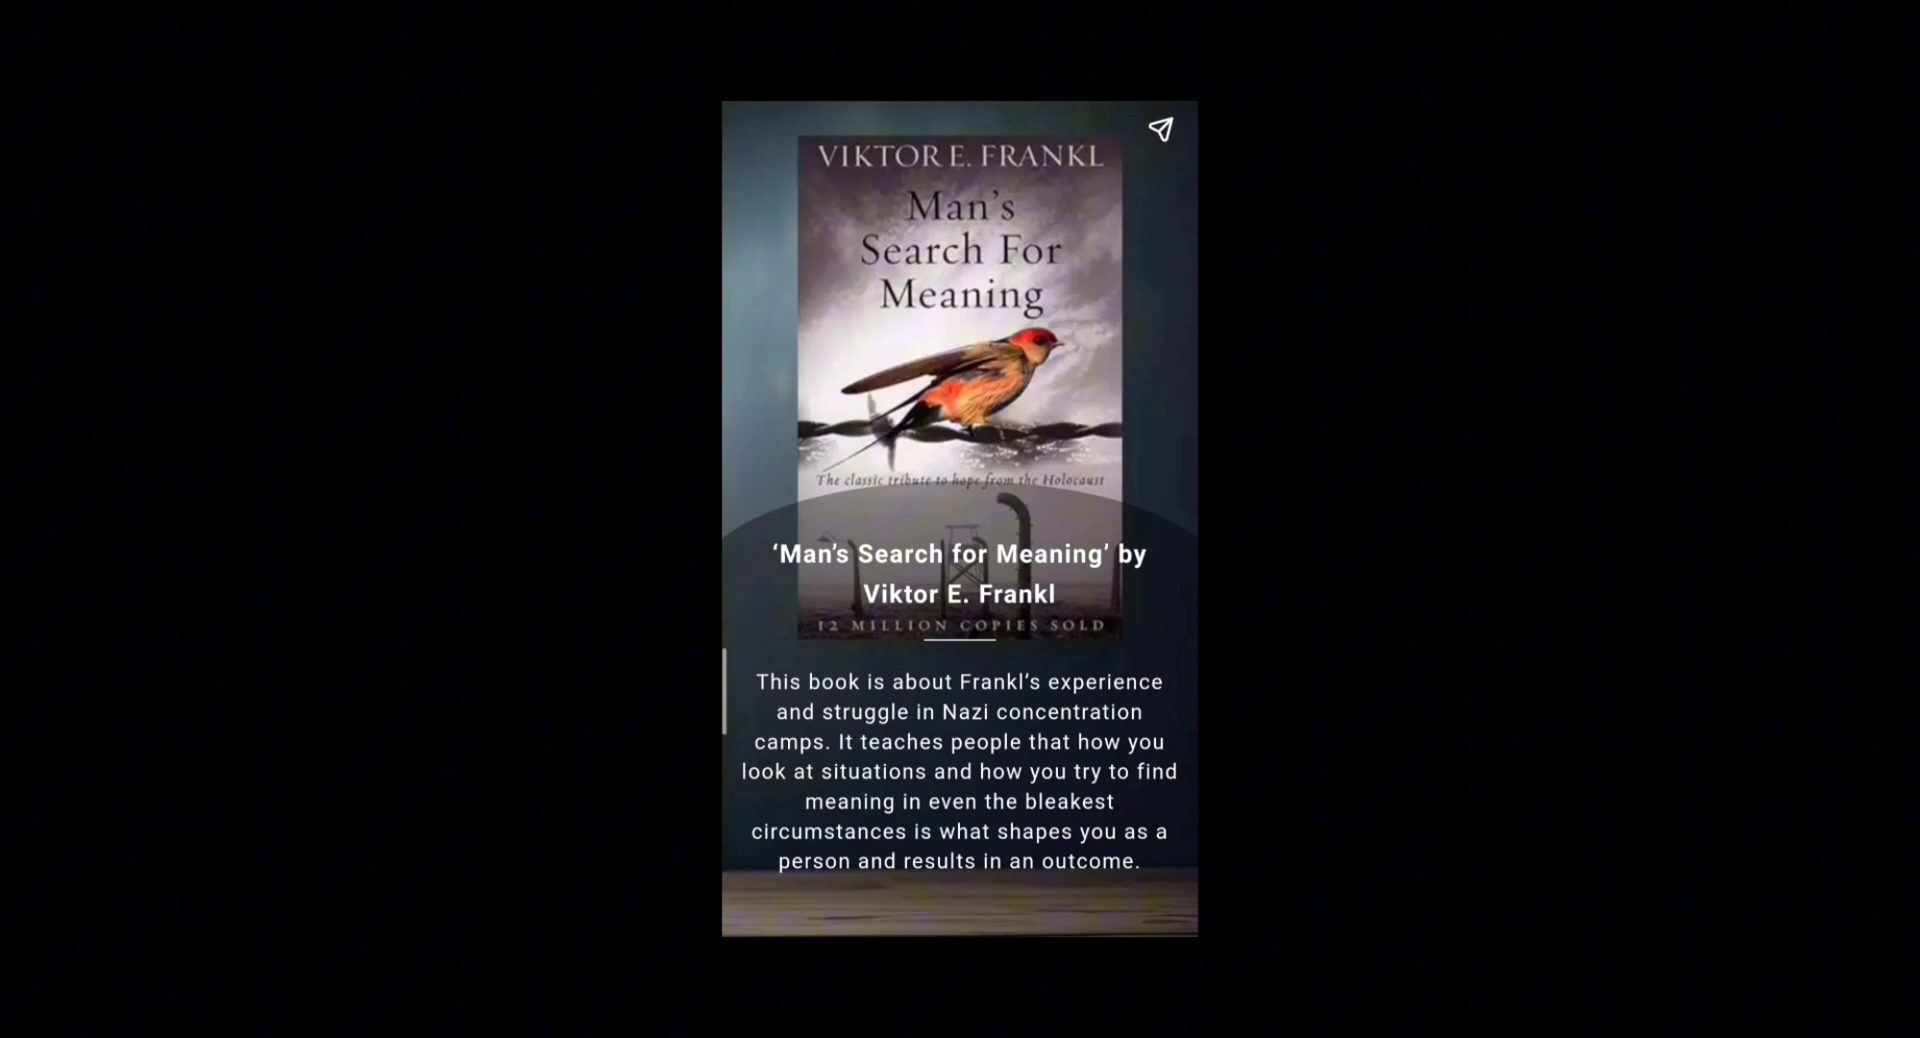 VIKTOR E. FRANKL
Man's
Search For
Meaning
The classic tribute to hope from the Holocaust
‘Man’s Search for Meaning’ by
Viktor E. Frankl
12 MILLION COPIES SOLD
This book is about Frankl’s experience
and struggle in Nazi concentration
camps. It teaches people that how you
look at situations and how you try to find
meaning in even the bleakest
circumstances is what shapes you as a
person and results in an outcome.